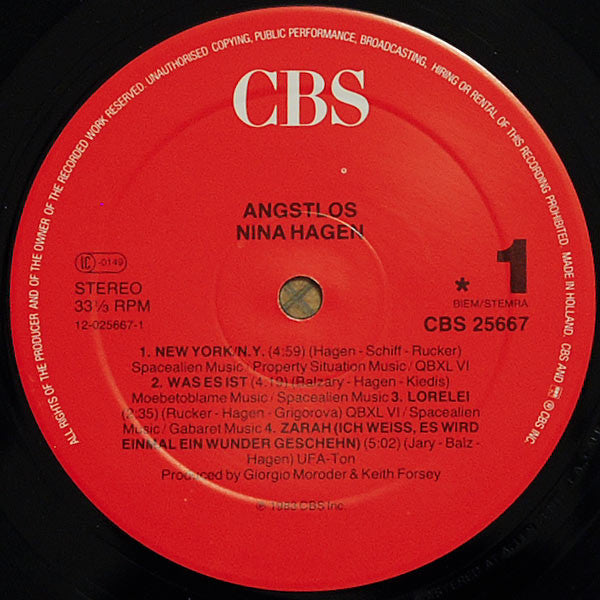 ALL RIGHTS OF THE PRODUCER AND OF THE OWNER OF THE RECORDED WORK RESERVED. UNAUTHORISED COPYING, PUBLIC PERFORMANCE, BROADCASTING, HIRING OR RENTAL OF THIS RECORDING PROHIBITED. MADE IN HOLLAND. CBS AND ® © CBS INC.
CBS
ANGSTLOS
NINA HAGEN
LC -0149
STEREO
33⅓ RPM
12-025667-1
* 1
BIEM/STEMRA
CBS 25667
1. NEW YORK/N.Y. (4:59) (Hagen - Schiff - Rucker)
Spacealien Music / Property Situation Music / QBXL VI
2. WAS ES IST (4:10) (Balzary - Hagen - Kiedis)
Moebetoblame Music / Spacealien Music 3. LORELEI
(2:35) (Rucker - Hagen - Grigorova) QBXL VI / Spacealien
Music / Gabaret Music 4. ZARAH (ICH WEISS, ES WIRD
EINMAL EIN WUNDER GESCHEHN) (5:02) (Jary - Balz -
Hagen) UFA-Ton
Produced by Giorgio Moroder & Keith Forsey
℗ 1983 CBS Inc.